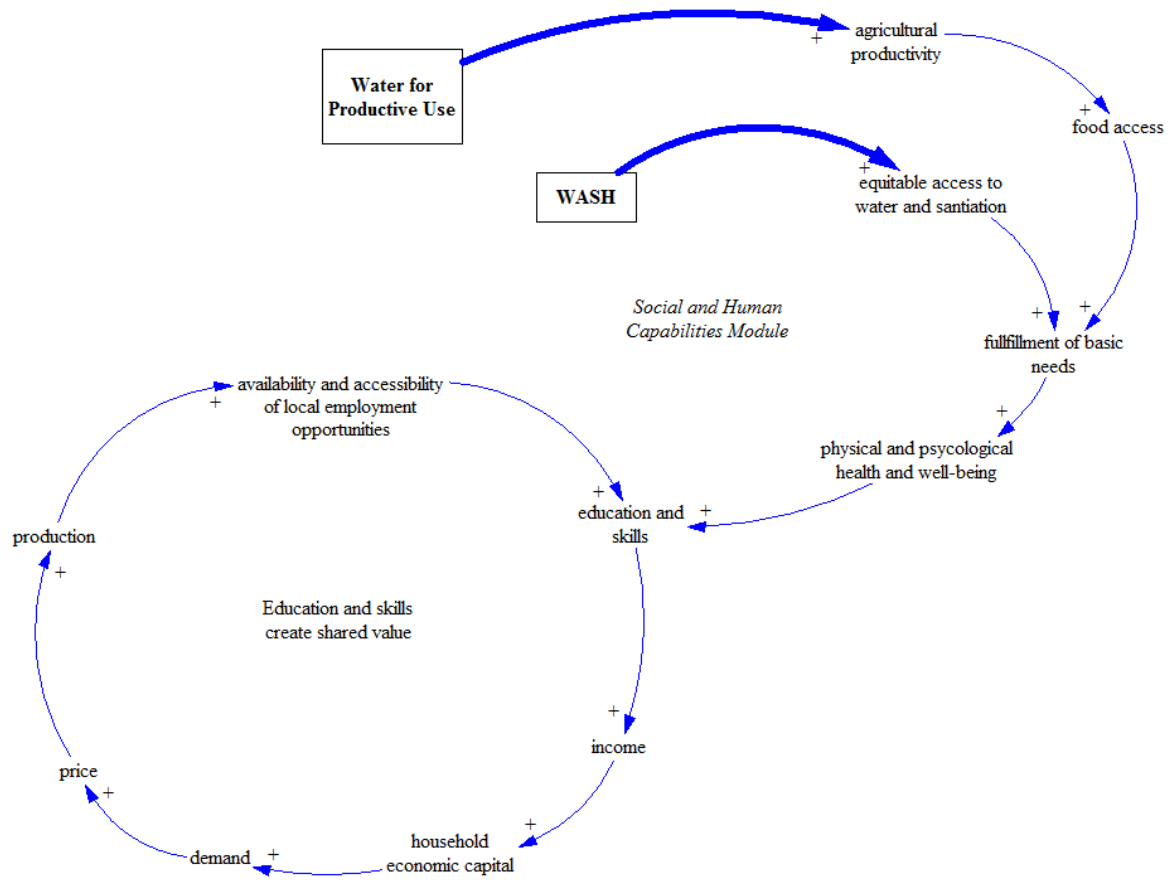 agricultural
productivity
+
Water for
Productive Use
+
food access
+
WASH
equitable access to
water and santiation
Social and Human
Capabilities Module
+
+
fullfillment of basic
needs
availability and accessibility
of local employment
opportunities
+
+
physical and psycological
health and well-being
+
education and
skills
+
production
+
Education and skills
create shared value
+
income
price
+
+
household
economic capital
demand
+